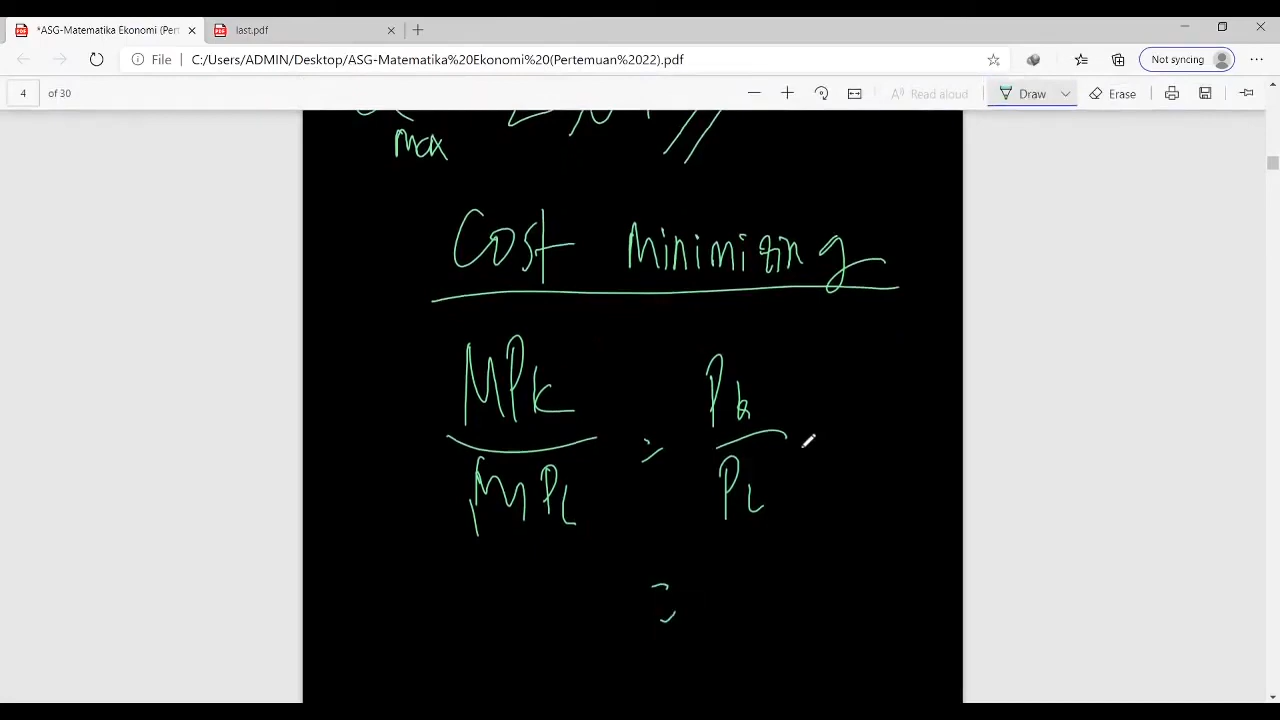 *ASG-Matematika Ekonomi (Pert
last.pdf
File
C:/Users/ADMIN/Desktop/ASG-Matematika%20Ekonomi%20(Pertemuan%2022).pdf
Not syncing
4 of 30
Read aloud
Draw
Erase
max
Cost Minimizing
MPk = Pk
MPL PL
=